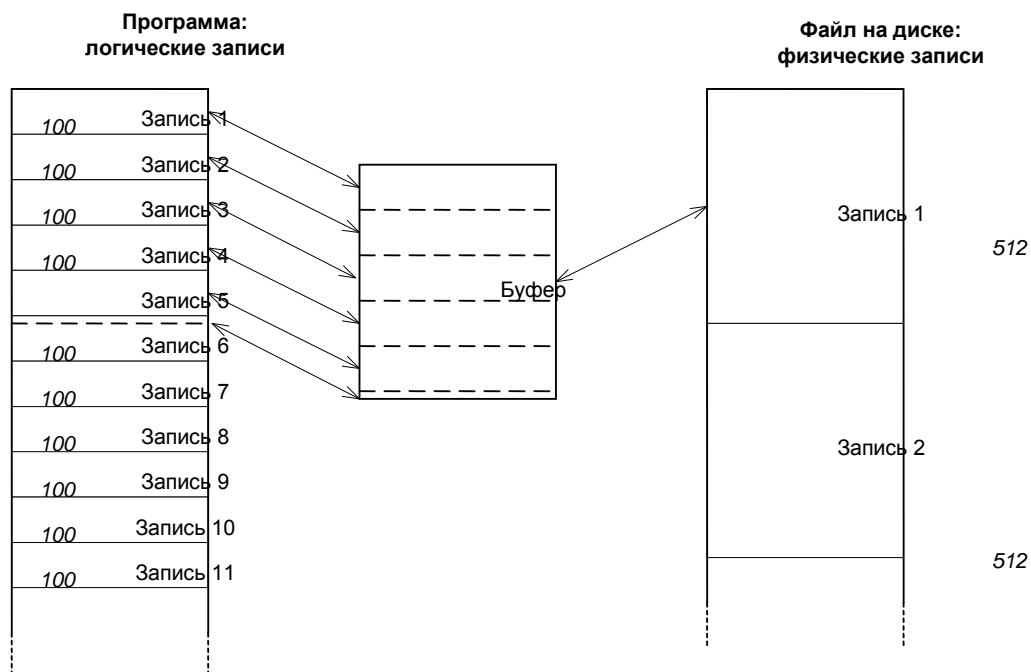 Программа:
логические записи
100 Запись 1
100 Запись 2
100 Запись 3
100 Запись 4
Запись 5
100 Запись 6
100 Запись 7
100 Запись 8
100 Запись 9
100 Запись 10
100 Запись 11
Буфер
Файл на диске:
физические записи
Запись 1
512
Запись 2
512